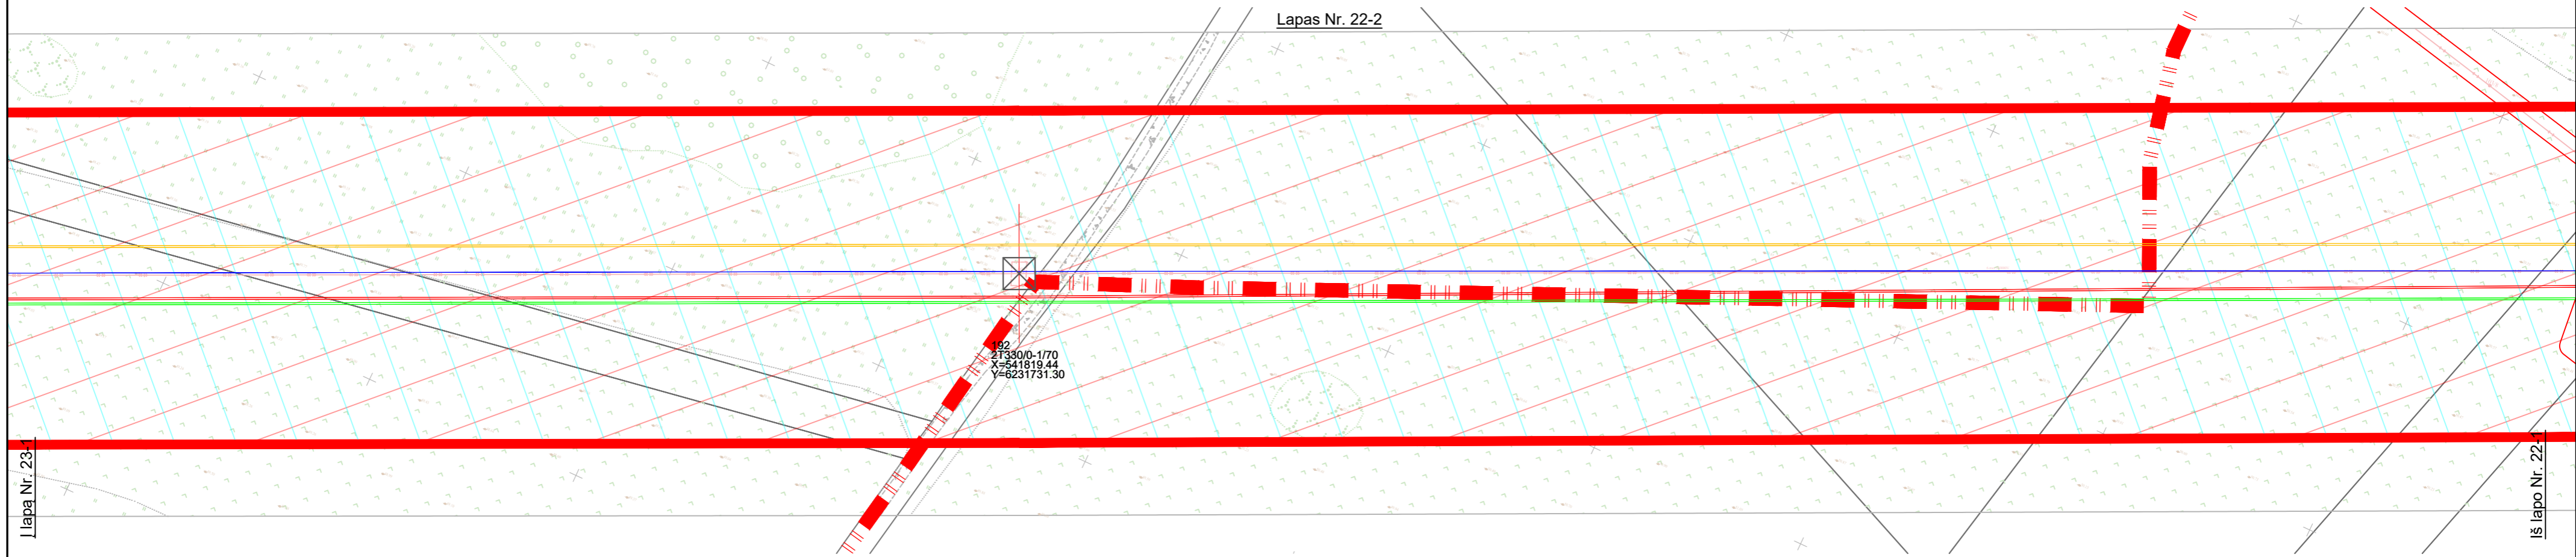 Lapas Nr. 22-2
192
2T330/0-1/70
X=541819.44
Y=6231731.30
Į lapą Nr. 23-1
Iš lapo Nr. 22-1